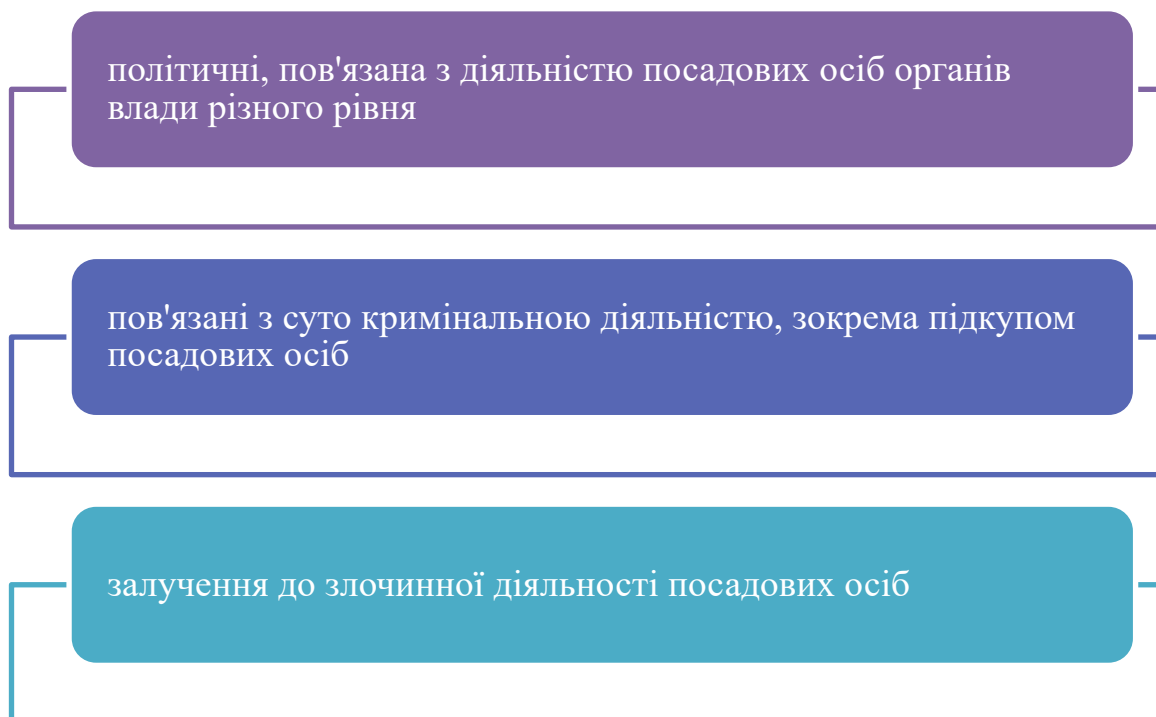 політичні, пов'язана з діяльністю посадових осіб органів
влади різного рівня
пов'язані з суто кримінальною діяльністю, зокрема підкупом
посадових осіб
залучення до злочинної діяльності посадових осіб